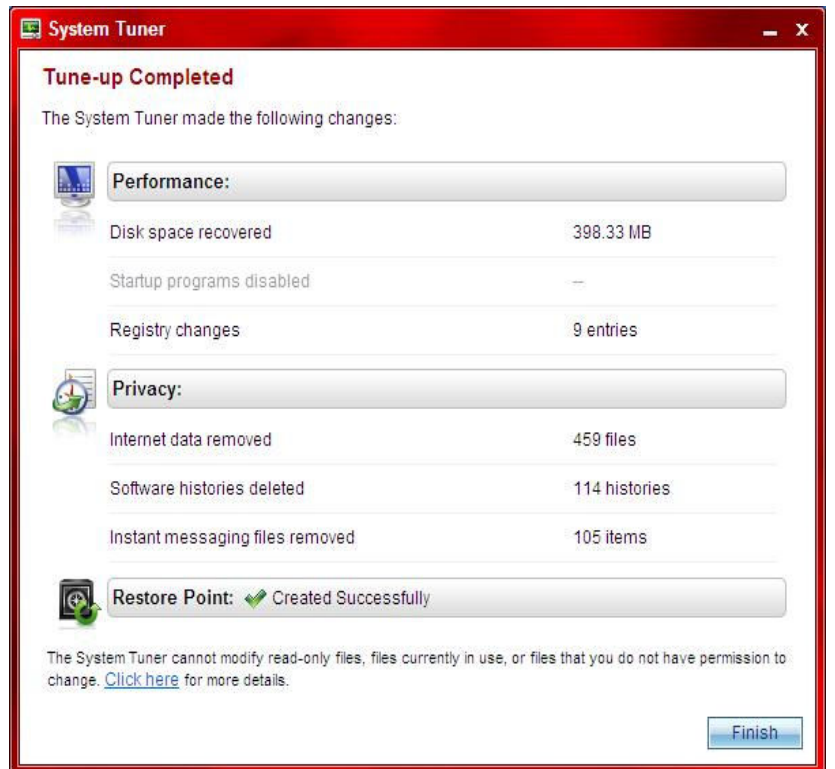 System Tuner
Tune-up Completed
The System Tuner made the following changes:
Performance:
Disk space recovered 398.33 MB
Startup programs disabled --
Registry changes 9 entries
Privacy:
Internet data removed 459 files
Software histories deleted 114 histories
Instant messaging files removed 105 items
Restore Point: Created Successfully
The System Tuner cannot modify read-only files, files currently in use, or files that you do not have permission to
change. Click here for more details.
Finish